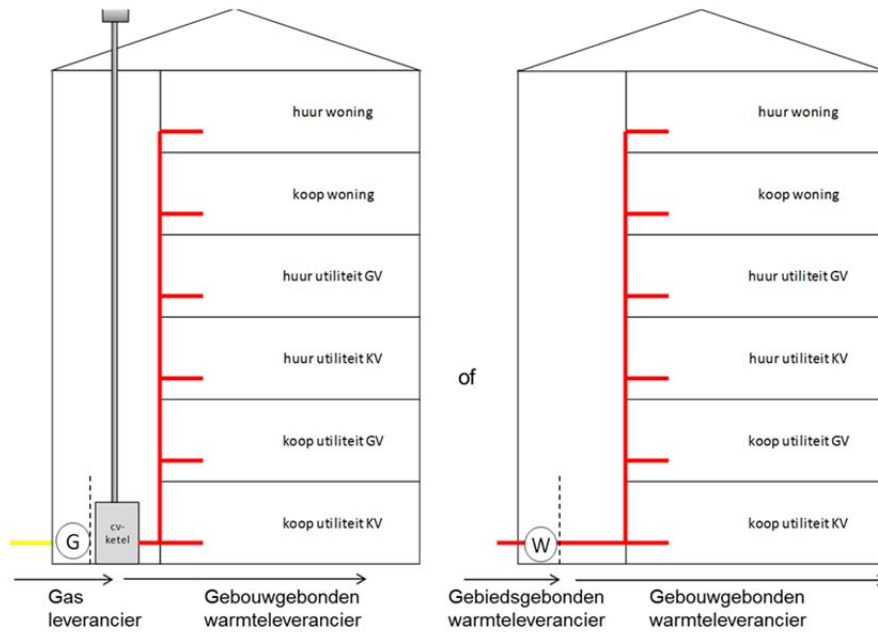 huur woning
koop woning
huur utiliteit GV
huur utiliteit KV
koop utiliteit GV
koop utiliteit KV
cv-
ketel
G
Gas
leverancier
Gebouwgebonden
warmteleverancier
of
huur woning
koop woning
huur utiliteit GV
huur utiliteit KV
koop utiliteit GV
koop utiliteit KV
W
Gebiedsgebonden
warmteleverancier
Gebouwgebonden
warmteleverancier